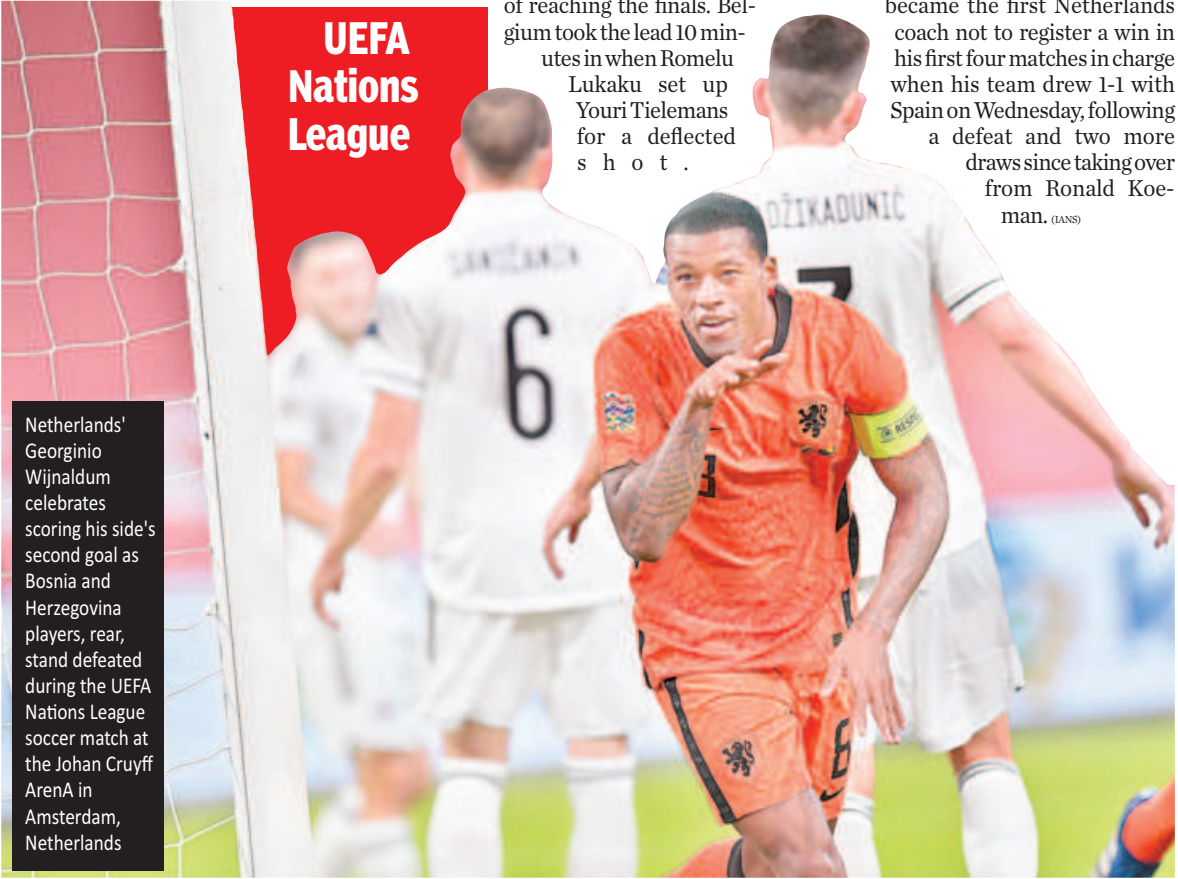 UEFA
Nations
League
of reaching the finals. Bel-
gium took the lead 10 min-
utes in when Romelu
Lukaku set up
Youri Tielemans
for a deflected
shot.
became the first Netherlands
coach not to register a win in
his first four matches in charge
when his team drew 1-1 with
Spain on Wednesday, following
a defeat and two more
draws since taking over
from Ronald Koe-
man. (IANS)
DŽIKADUNIĆ
6
RESPECT
6
Netherlands'
Georginio
Wijnaldum
celebrates
scoring his side's
second goal as
Bosnia and
Herzegovina
players, rear,
stand defeated
during the UEFA
Nations League
soccer match at
the Johan Cruyff
ArenA in
Amsterdam,
Netherlands